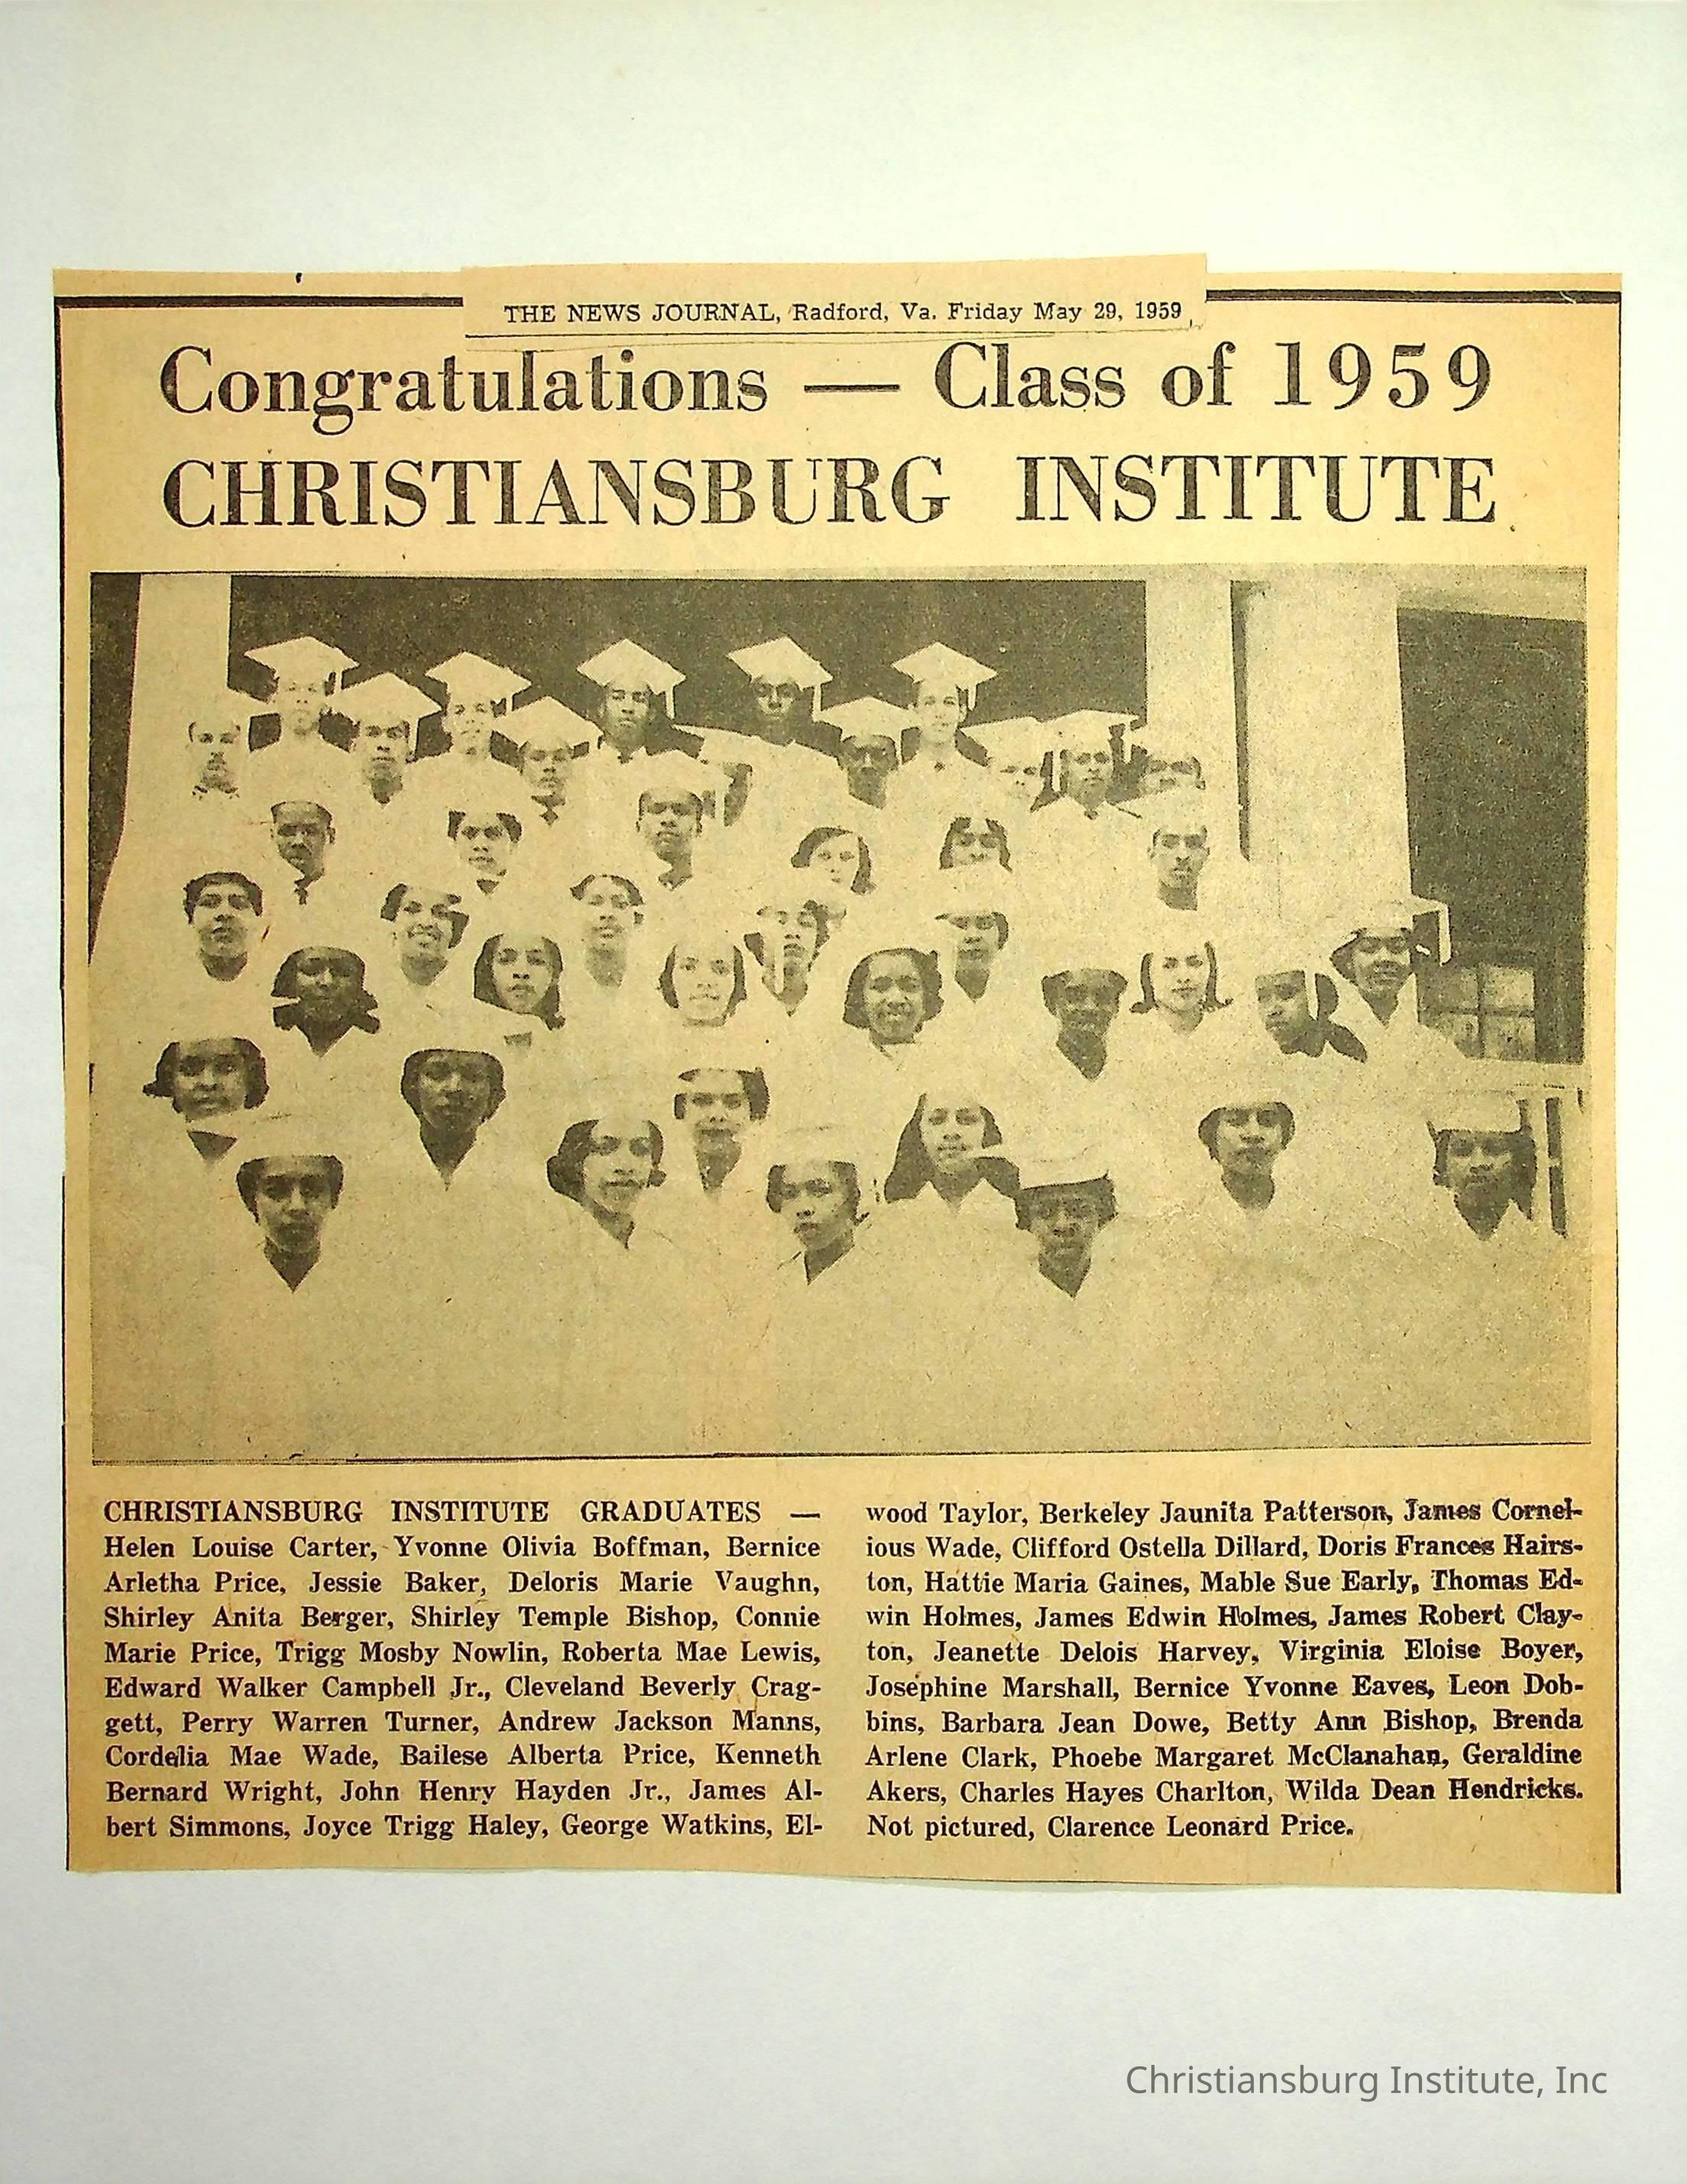 THE NEWS JOURNAL, Radford, Va. Friday May 29, 1959
Congratulations — Class of 1959
CHRISTIANSBURG INSTITUTE
CHRISTIANSBURG INSTITUTE GRADUATES —
Helen Louise Carter, Yvonne Olivia Boffman, Bernice
Arletha Price, Jessie Baker, Deloris Marie Vaughn,
Shirley Anita Berger, Shirley Temple Bishop, Connie
Marie Price, Trigg Mosby Nowlin, Roberta Mae Lewis,
Edward Walker Campbell Jr., Cleveland Beverly Crag-
gett, Perry Warren Turner, Andrew Jackson Manns,
Cordelia Mae Wade, Bailese Alberta Price, Kenneth
Bernard Wright, John Henry Hayden Jr., James Al-
bert Simmons, Joyce Trigg Haley, George Watkins, El-
wood Taylor, Berkeley Jaunita Patterson, James Cornel-
ious Wade, Clifford Ostella Dillard, Doris Frances Hairs-
ton, Hattie Maria Gaines, Mable Sue Early, Thomas Ed-
win Holmes, James Edwin Holmes, James Robert Clay-
ton, Jeanette Delois Harvey, Virginia Eloise Boyer,
Josephine Marshall, Bernice Yvonne Eaves, Leon Dob-
bins, Barbara Jean Dowe, Betty Ann Bishop, Brenda
Arlene Clark, Phoebe Margaret McClanahan, Geraldine
Akers, Charles Hayes Charlton, Wilda Dean Hendricks.
Not pictured, Clarence Leonard Price.
Christiansburg Institute, Inc